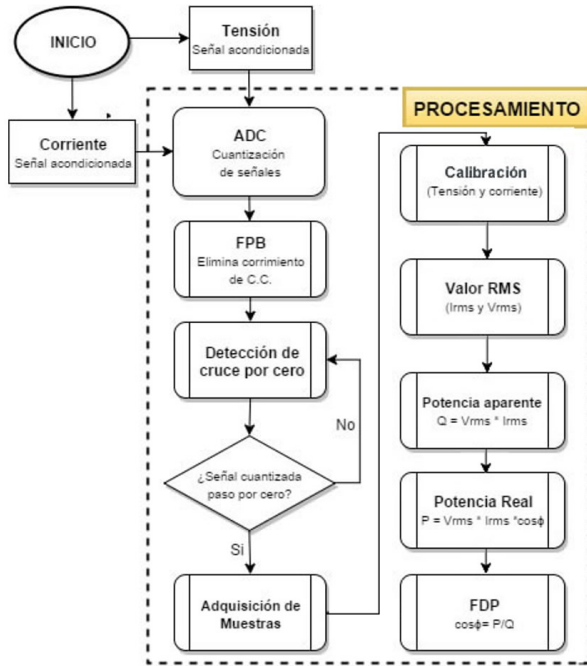 INICIO
Tensión
Señal acondicionada
Corriente
Señal acondicionada
PROCESAMIENTO
ADC
Cuantización
de señales
FPB
Elimina corrimiento
de C.C.
Detección de
cruce por cero
No
¿Señal cuantizada
paso por cero?
Si
Adquisición de
Muestras
Calibración
(Tensión y corriente)
Valor RMS
(Irms y Vrms)
Potencia aparente
Q = Vrms * Irms
Potencia Real
P = Vrms * Irms *cosϕ
FDP
cosϕ= P/Q